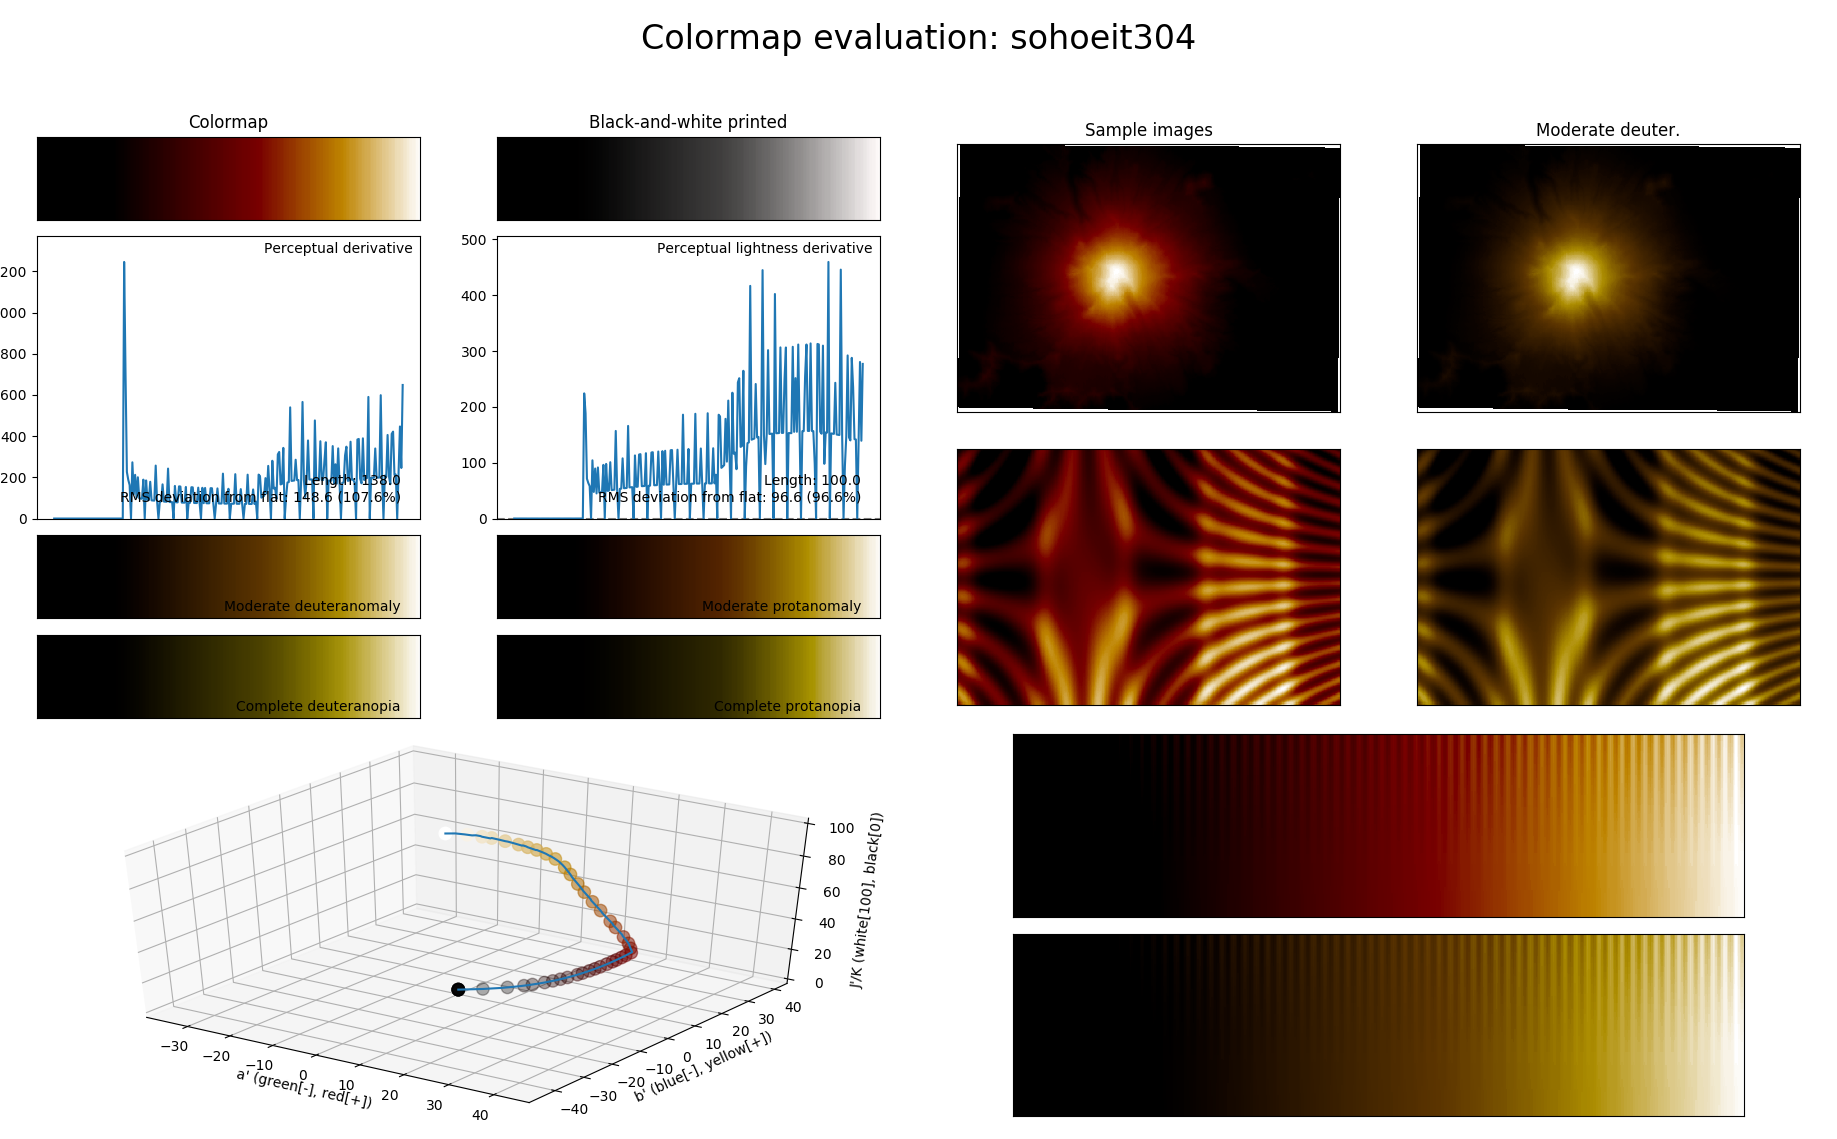 Colormap evaluation: sohoeit304
Colormap
Black-and-white printed
Sample images
Moderate deuter.
Perceptual derivative
200
000
800
600
400
200
0
Length: 138.0
RMS deviation from flat: 148.6 (107.6%)
Perceptual lightness derivative
500
400
300
200
100
0
Length: 100.0
RMS deviation from flat: 96.6 (96.6%)
Moderate deuteranomaly
Moderate protanomaly
Complete deuteranopia
Complete protanopia
100
80
60
40
20
0
J'/K (white[100], black[0])
−30
−20
−10
0
10
20
30
40
a' (green[-], red[+])
−40
−30
−20
−10
0
10
20
30
40
b' (blue[-], yellow[+])